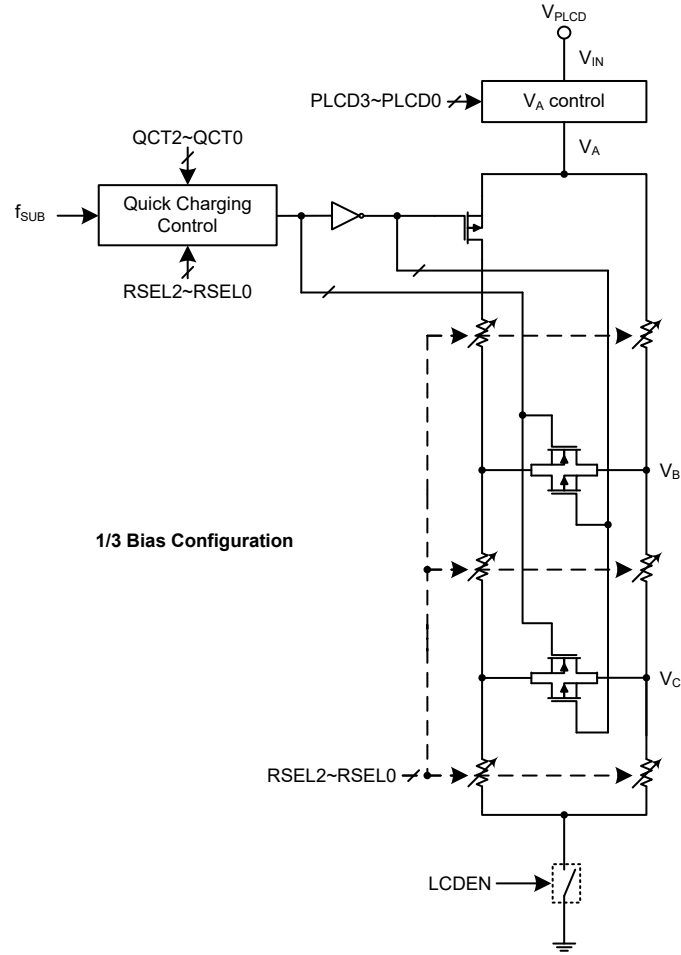 VPLCD
VIN
PLCD3~PLCD0
VA control
QCT2~QCT0
VA
fSUB
Quick Charging
Control
RSEL2~RSEL0
VB
1/3 Bias Configuration
VC
RSEL2~RSEL0
LCDEN